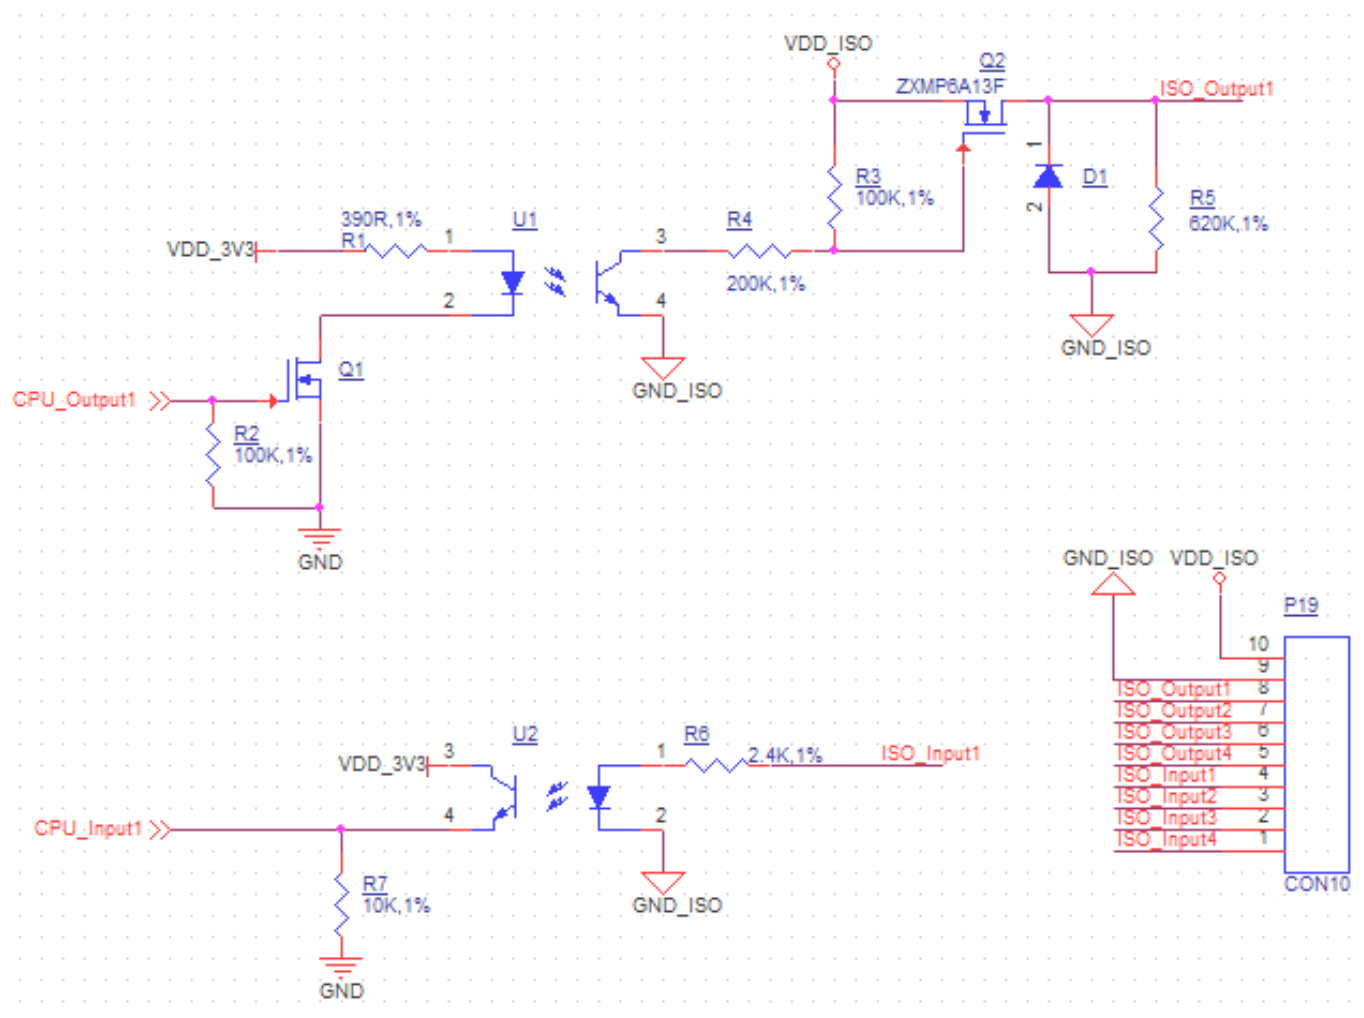 VDD_ISO
Q2
ZXMP6A13F
ISO_Output1
1
D1
2
R3
100K,1%
R5
620K,1%
390R,1%
R1
VDD_3V3
1
U1
3
R4
200K,1%
2
4
GND_ISO
GND_ISO
Q1
CPU_Output1
R2
100K,1%
GND
GND_ISO
VDD_ISO
P19
10
9
ISO_Output1 8
ISO_Output2 7
ISO_Output3 6
ISO_Output4 5
ISO_Input1 4
ISO_Input2 3
ISO_Input3 2
ISO_Input4 1
CON10
VDD_3V3
3
U2
1
R6
2.4K,1%
ISO_Input1
CPU_Input1
4
2
GND_ISO
R7
10K,1%
GND